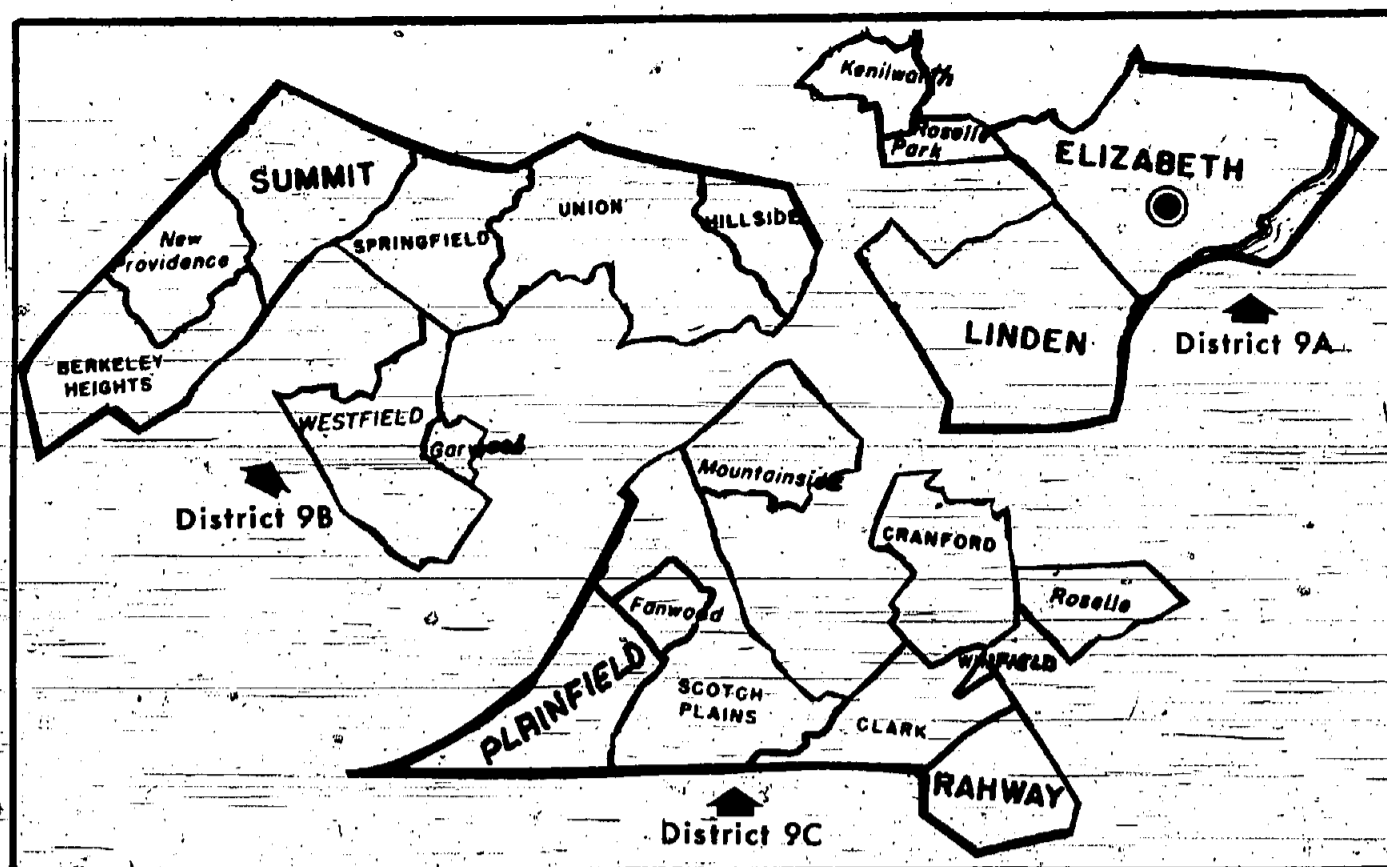 Kenilworth
Roselle
Park
ELIZABETH
LINDEN
District 9A
SUMMIT
UNION
HILLSIDE
SPRINGFIELD
New
Providence
BERKELEY
HEIGHTS
WESTFIELD
Garwood
District 9B
Mountainside
CRANFORD
Roselle
Fanwood
WINFIELD
PLAINFIELD
SCOTCH
PLAINS
CLARK
RAHWAY
District 9C